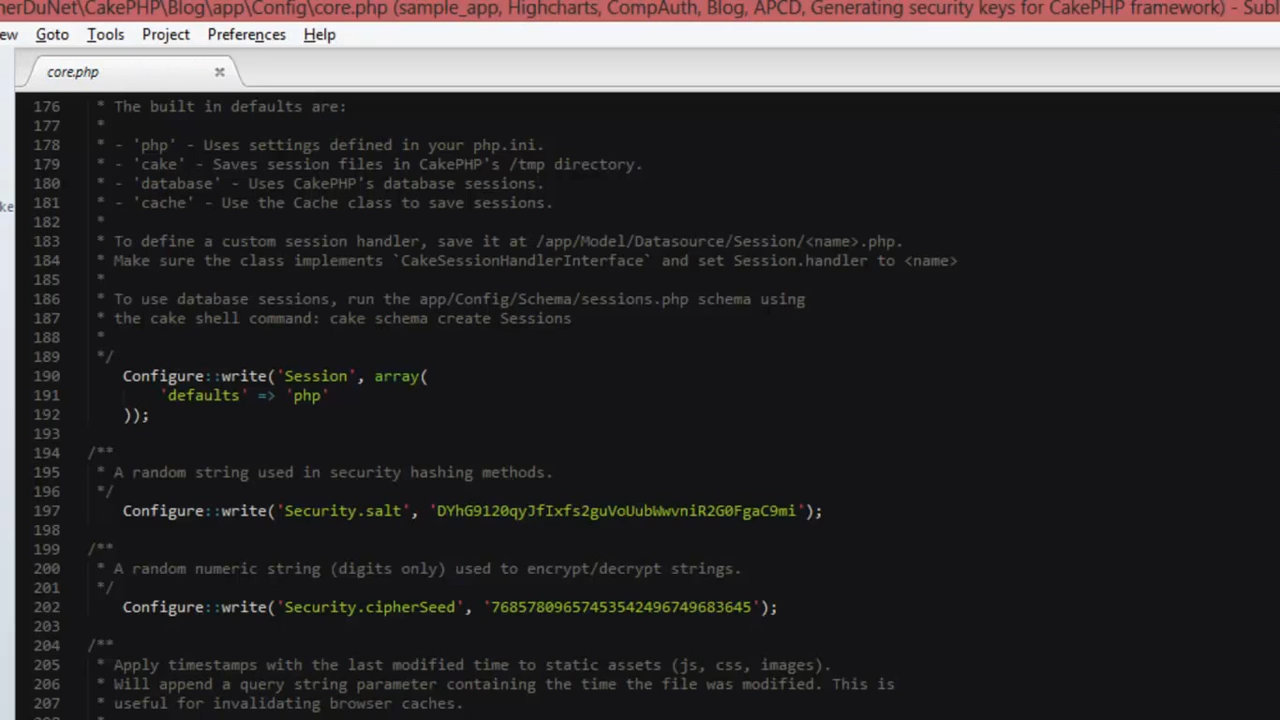 nerDuNet\CakePHP\Blog\app\Config\core.php (sample_app, Highcharts, CompAuth, Blog, APCD, Generating security keys for CakePHP framework) - Subl
ew Goto Tools Project Preferences Help
core.php
176 * The built in defaults are:
177 *
178 * - 'php' - Uses settings defined in your php.ini.
179 * - 'cake' - Saves session files in CakePHP's /tmp directory.
180 * - 'database' - Uses CakePHP's database sessions.
181 * - 'cache' - Use the Cache class to save sessions.
182 *
183 * To define a custom session handler, save it at /app/Model/Datasource/Session/<name>.php.
184 * Make sure the class implements `CakeSessionHandlerInterface` and set Session.handler to <name>
185 *
186 * To use database sessions, run the app/Config/Schema/sessions.php schema using
187 * the cake shell command: cake schema create Sessions
188 *
189 */
190 Configure::write('Session', array(
191 'defaults' => 'php'
192 ));
193
194 /**
195 * A random string used in security hashing methods.
196 */
197 Configure::write('Security.salt', 'DYhG9120qyJfIxfs2guVoUubWwvniR2G0FgaC9mi');
198
199 /**
200 * A random numeric string (digits only) used to encrypt/decrypt strings.
201 */
202 Configure::write('Security.cipherSeed', '76857809657453542496749683645');
203
204 /**
205 * Apply timestamps with the last modified time to static assets (js, css, images).
206 * Will append a query string parameter containing the time the file was modified. This is
207 * useful for invalidating browser caches.